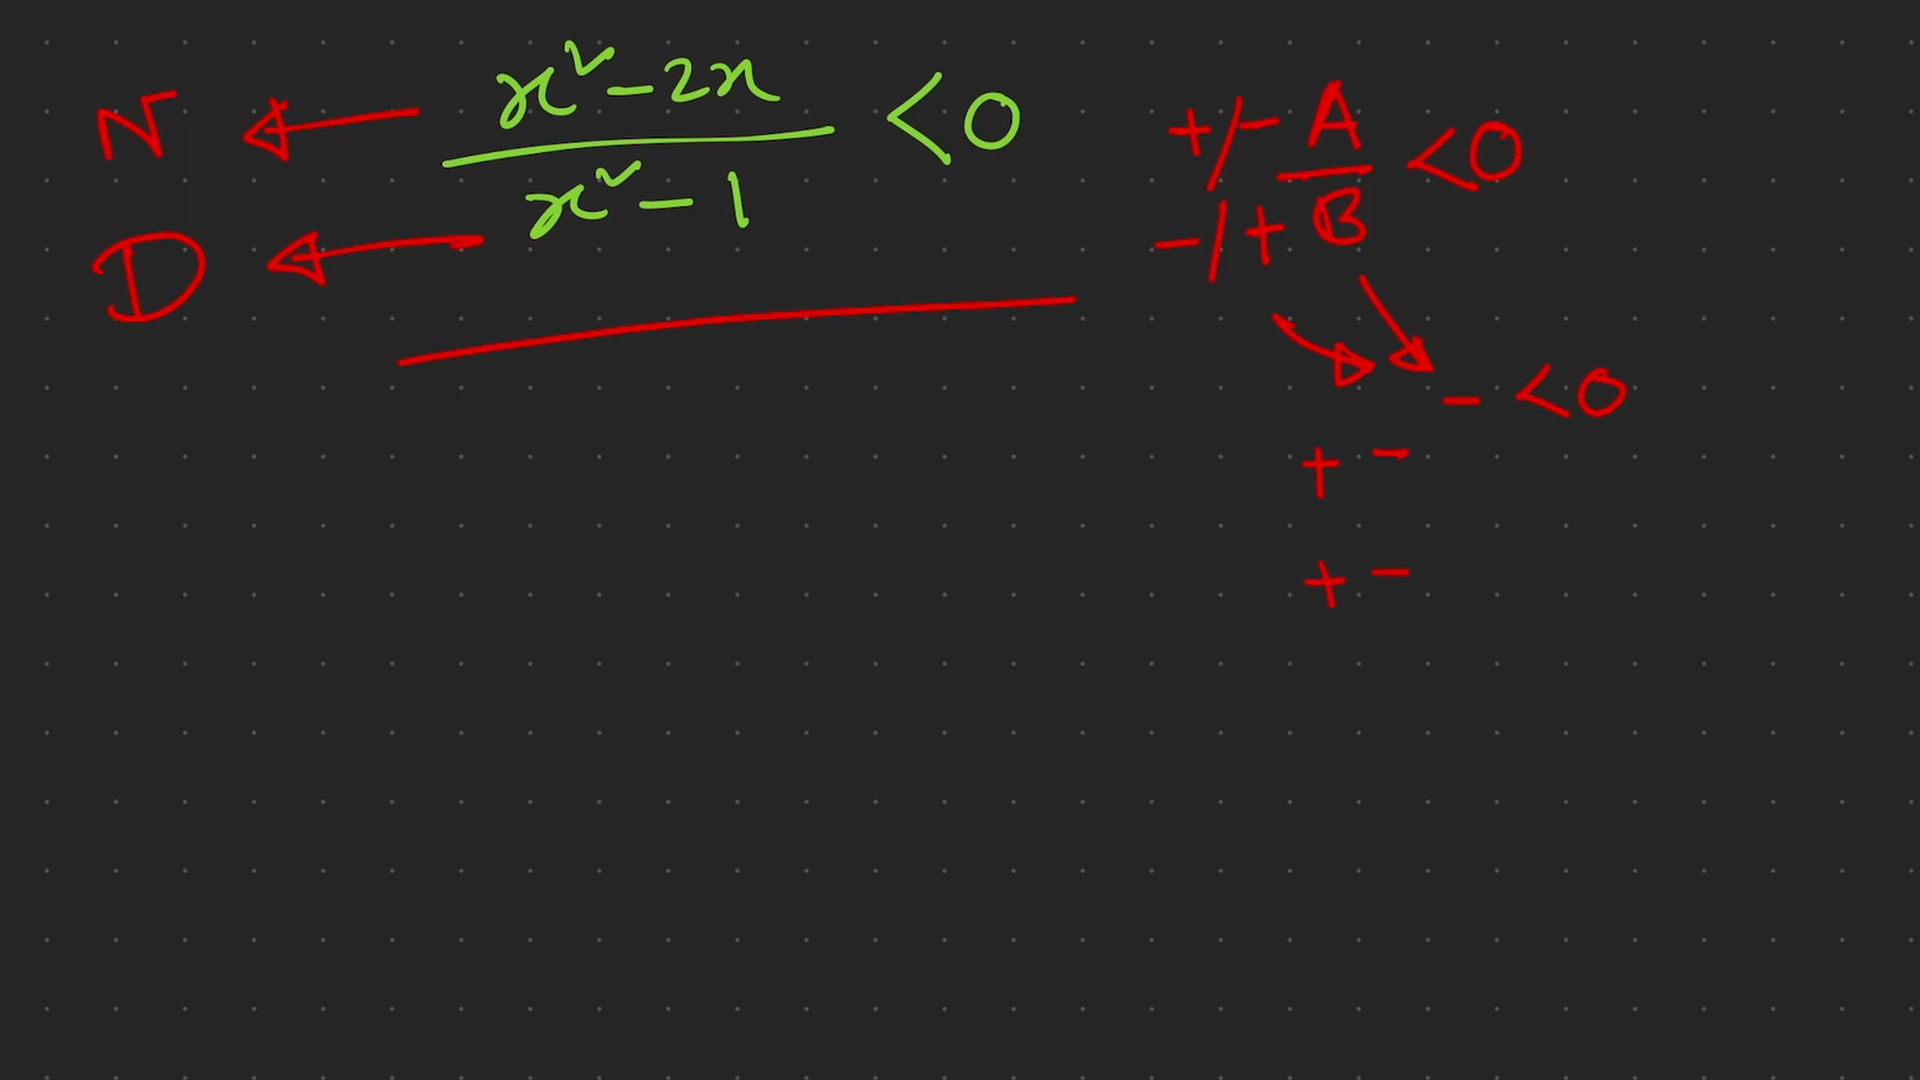 N ← x² - 2x / x² - 1 < 0
D ←
+/- A / -/+ B < 0
- < 0
+ -
+ -